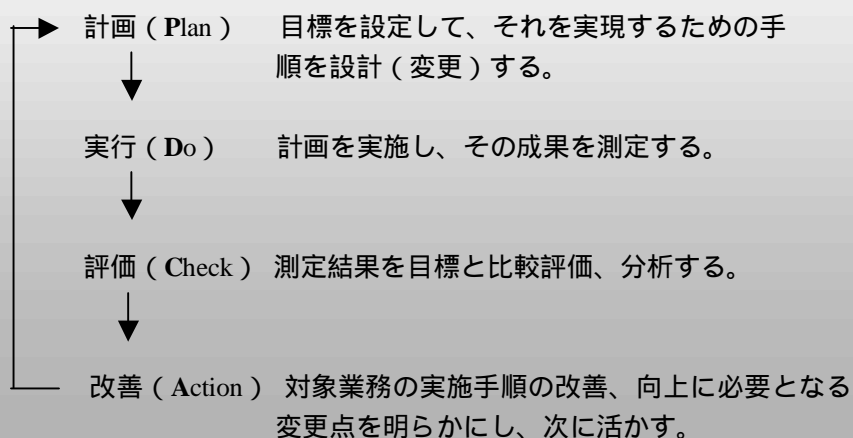 計画（Plan） 目標を設定して、それを実現するための手
順を設計（変更）する。
実行（Do） 計画を実施し、その成果を測定する。
評価（Check） 測定結果を目標と比較評価、分析する。
改善（Action） 対象業務の実施手順の改善、向上に必要となる
変更点を明らかにし、次に活かす。